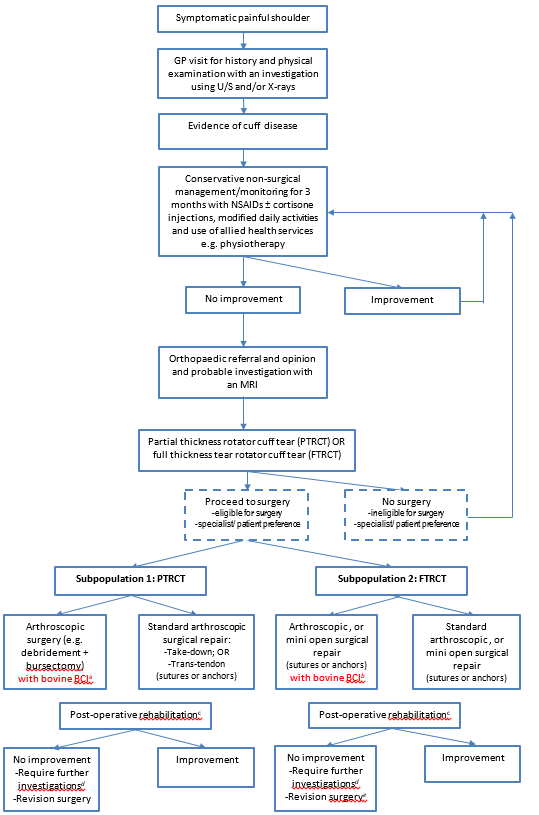 Symptomatic painful shoulder
GP visit for history and physical
examination with an investigation
using U/S and/or X-rays
Evidence of cuff disease
Conservative non-surgical
management/monitoring for 3
months with NSAIDs ± cortisone
injections, modified daily activities
and use of allied health services
e.g. physiotherapy
No improvement
Improvement
Orthopaedic referral and opinion
and probable investigation with
an MRI
Partial thickness rotator cuff tear (PTRCT) OR
full thickness tear rotator cuff tear (FTRCT)
Proceed to surgery
-eligible for surgery
-specialist/ patient preference
No surgery
-ineligible for surgery
-specialist/ patient preference
Subpopulation 1: PTRCT
Subpopulation 2: FTRCT
Arthroscopic
surgery (e.g.
debridement +
bursectomy)
with bovine BCIᵃ
Standard arthroscopic
surgical repair:
-Take-down; OR
-Trans-tendon
(sutures or anchors)
Arthroscopic, or
mini open surgical
repair
(sutures or anchors)
with bovine BCIᵇ
Standard
arthroscopic, or
mini open surgical
repair
(sutures or anchors)
Post-operative rehabilitationᶜ
Post-operative rehabilitationᶜ
No improvement
-Require further
investigationsᵈ
-Revision surgery
Improvement
No improvement
-Require further
investigationsᵈ
-Revision surgeryᵉ
Improvement